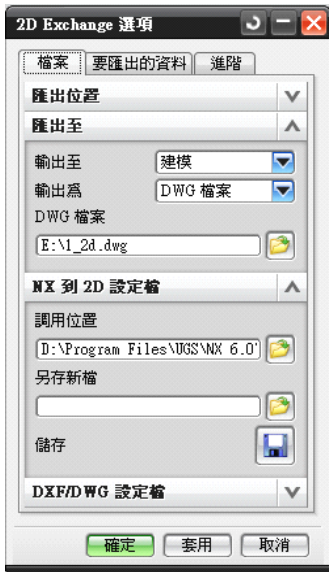 2D Exchange 選項
檔案 要匯出的資料 進階
匯出位置
匯出至
輸出至 建模
輸出為 DWG 檔案
DWG 檔案
E:\1_2d.dwg
NX 到 2D 設定檔
調用位置
D:\Program Files\UGS\NX 6.0'
另存新檔
儲存
DXF/DWG 設定檔
確定 套用 取消